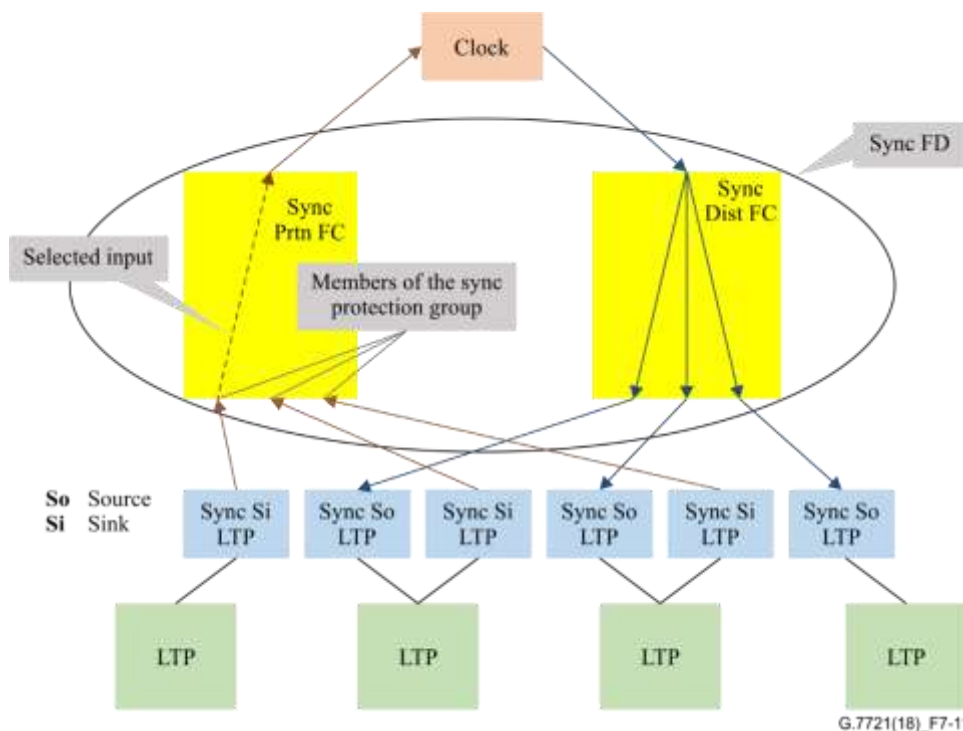 Clock
Sync FD
Sync
Prtn FC
Sync
Dist FC
Selected input
Members of the sync
protection group
So Source
Si Sink
Sync Si
LTP
Sync So
LTP
Sync Si
LTP
Sync So
LTP
Sync Si
LTP
Sync So
LTP
LTP
LTP
LTP
LTP
G.7721(18)_F7-1